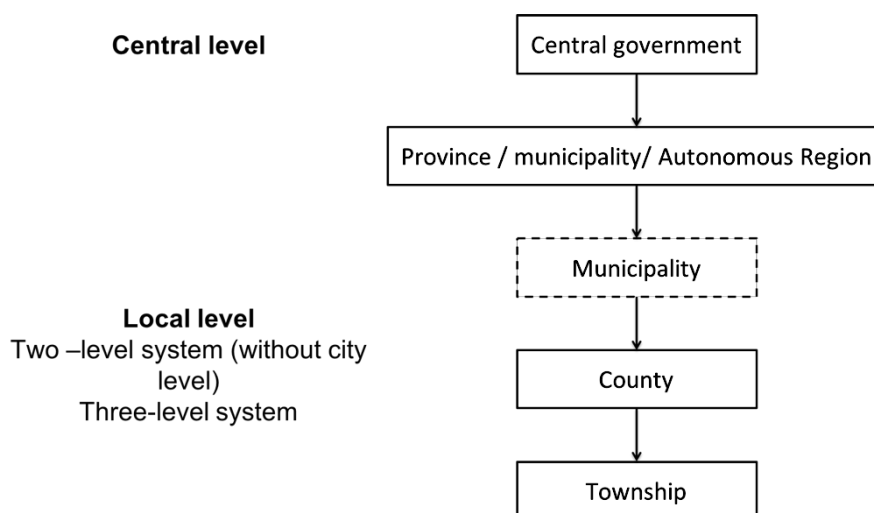 Central level
Central government
Province / municipality/ Autonomous Region
Municipality
Local level
Two –level system (without city
level)
Three-level system
County
Township